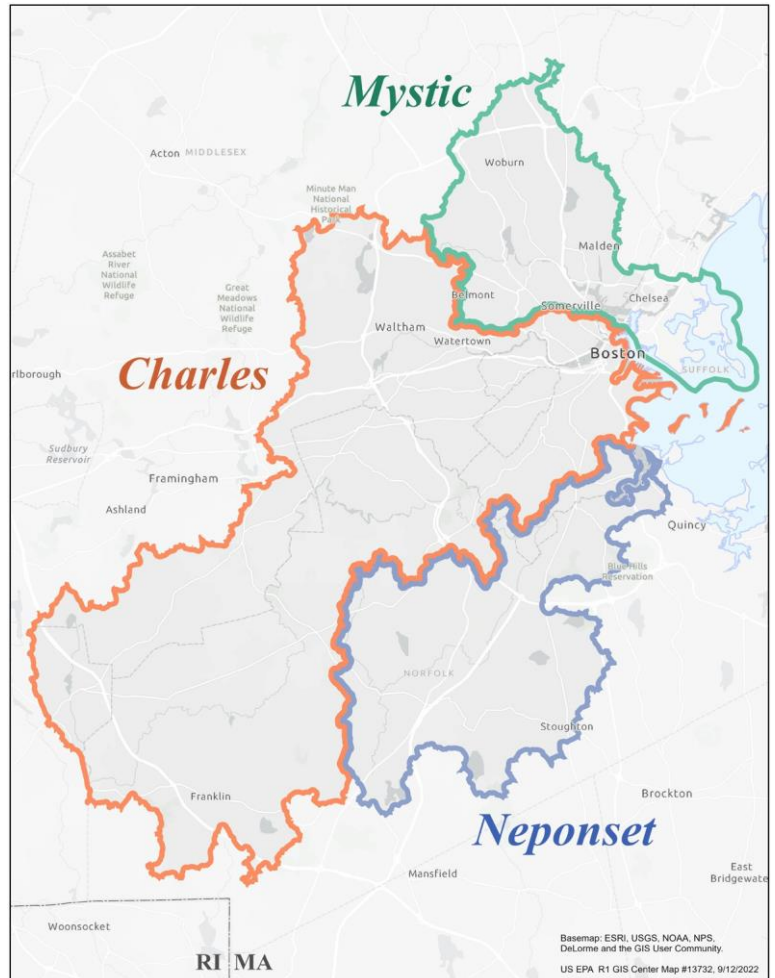 Mystic
Acton
MIDDLESEX
Woburn
Minute Man
National
Historical
Park
Assabet
River
National
Wildlife
Refuge
Great
Meadows
National
Wildlife
Refuge
Malden
Belmont
Somerville
Chelsea
Waltham
Watertown
Boston
SUFFOLK
Charles
rlborough
Sudbury
Reservoir
Framingham
Ashland
Quincy
Blue Hills
Reservation
NORFOLK
Stoughton
Franklin
Brockton
Neponset
Mansfield
East
Bridgewate
Woonsocket
RI MA
Basemap: ESRI, USGS, NOAA, NPS,
DeLorme and the GIS User Community.
US EPA R1 GIS Center Map #13732, 9/12/2022